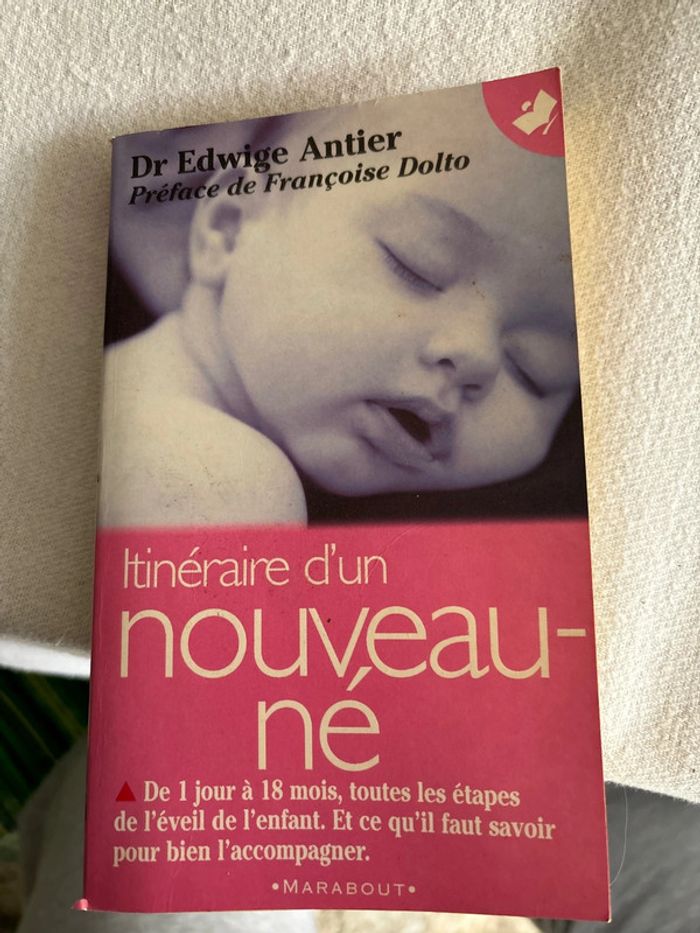 Dr Edwige Antier
Préface de Françoise Dolto
Itinéraire d'un
nouveau-
né
De 1 jour à 18 mois, toutes les étapes
de l'éveil de l'enfant. Et ce qu'il faut savoir
pour bien l'accompagner.
•MARABOUT•